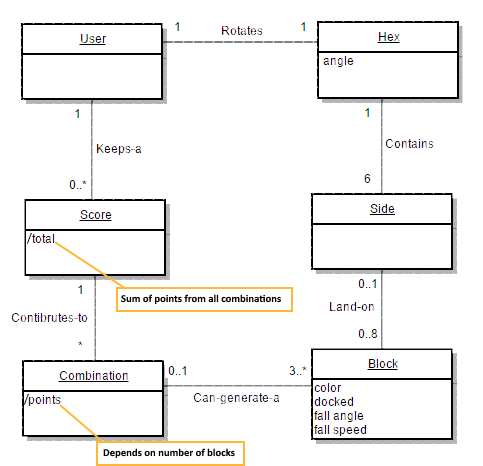 User
1
Rotates
1
Hex
angle
1
Keeps-a
0..*
1
Contains
6
Score
/total
Side
Sum of points from all combinations
1
Contibrutes-to
*
0..1
Land-on
0..8
Combination
/points
0..1
Can-generate-a
3..*
Block
color
docked
fall angle
fall speed
Depends on number of blocks